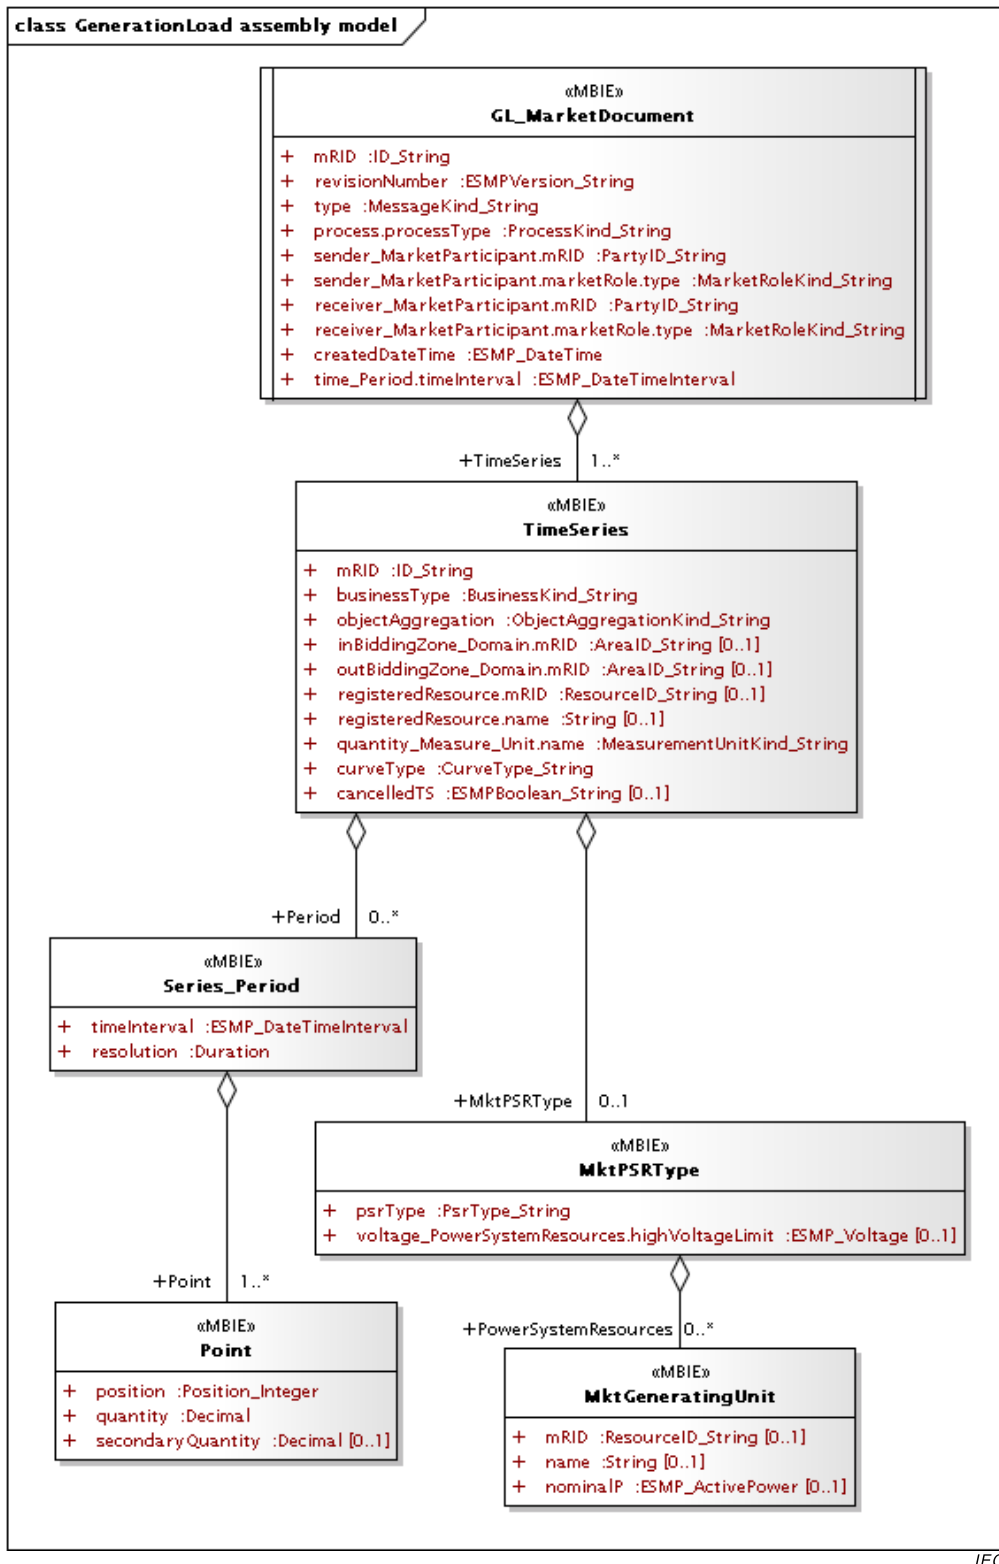 class GenerationLoad assembly model
«MBIE»
GL_MarketDocument
+ mRID :ID_String
+ revisionNumber :ESMPVersion_String
+ type :MessageKind_String
+ process.processType :ProcessKind_String
+ sender_MarketParticipant.mRID :PartyID_String
+ sender_MarketParticipant.marketRole.type :MarketRoleKind_String
+ receiver_MarketParticipant.mRID :PartyID_String
+ receiver_MarketParticipant.marketRole.type :MarketRoleKind_String
+ createdDateTime :ESMP_DateTime
+ time_Period.timeInterval :ESMP_DateTimeInterval
+TimeSeries 1..*
«MBIE»
TimeSeries
+ mRID :ID_String
+ businessType :BusinessKind_String
+ objectAggregation :ObjectAggregationKind_String
+ inBiddingZone_Domain.mRID :AreaID_String [0..1]
+ outBiddingZone_Domain.mRID :AreaID_String [0..1]
+ registeredResource.mRID :ResourceID_String [0..1]
+ registeredResource.name :String [0..1]
+ quantity_Measure_Unit.name :MeasurementUnitKind_String
+ curveType :CurveType_String
+ cancelledTS :ESMPBoolean_String [0..1]
+Period 0..*
«MBIE»
Series_Period
+ timeInterval :ESMP_DateTimeInterval
+ resolution :Duration
+MktPSRType 0..1
«MBIE»
MktPSRType
+ psrType :PsrType_String
+ voltage_PowerSystemResources.highVoltageLimit :ESMP_Voltage [0..1]
+Point 1..*
«MBIE»
Point
+ position :Position_Integer
+ quantity :Decimal
+ secondaryQuantity :Decimal [0..1]
+PowerSystemResources 0..*
«MBIE»
MktGeneratingUnit
+ mRID :ResourceID_String [0..1]
+ name :String [0..1]
+ nominalP :ESMP_ActivePower [0..1]
IEC